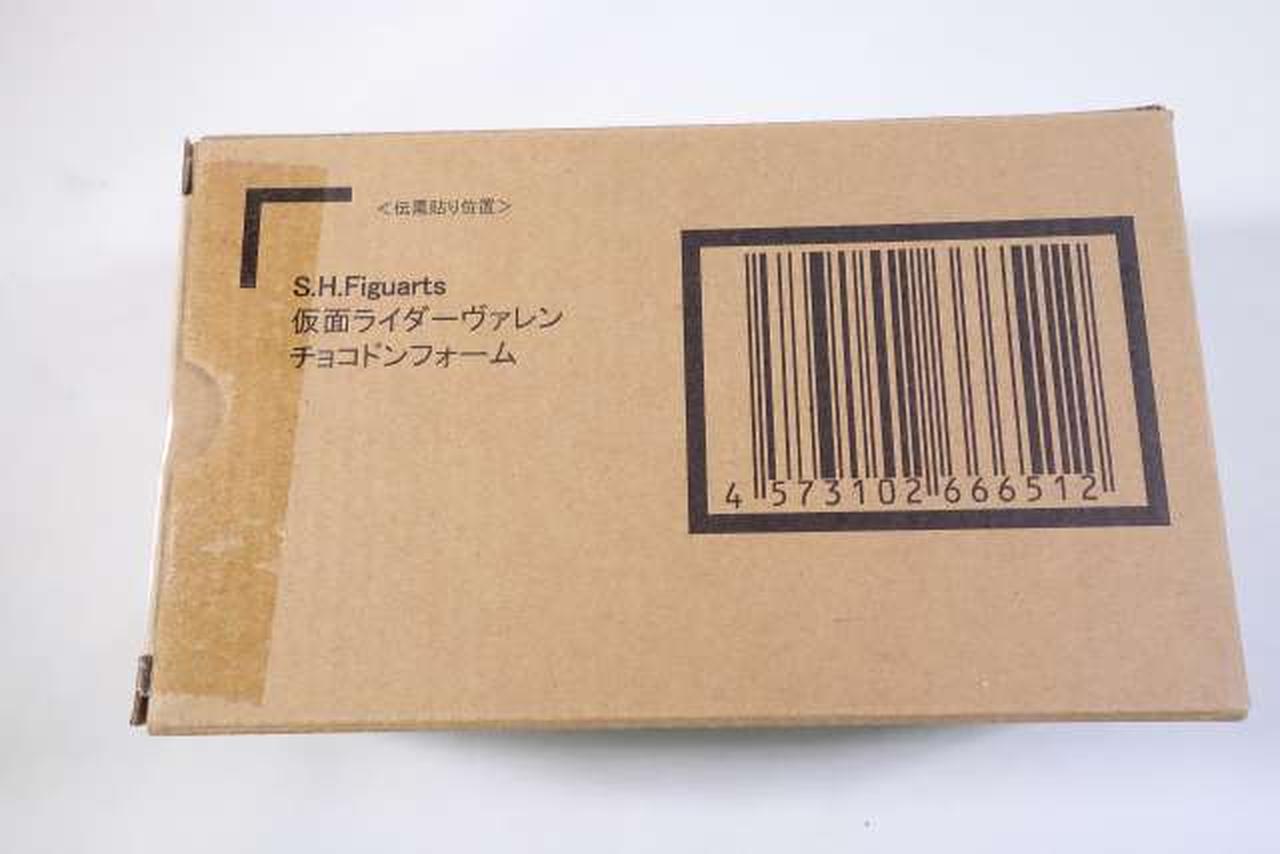 <伝票貼り位置>
S.H.Figuarts
仮面ライダーヴァレン
チョコドンフォーム
4 573102 666512